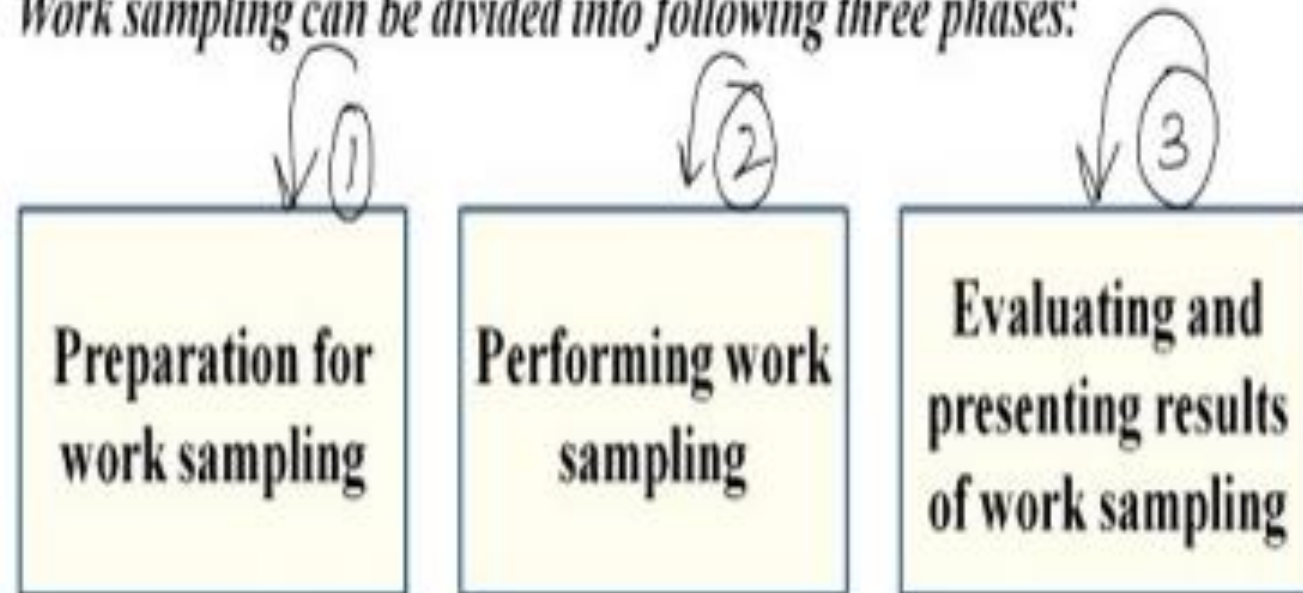 Work sampling can be divided into following three phases:
1
2
3
Preparation for
work sampling
Performing work
sampling
Evaluating and
presenting results
of work sampling